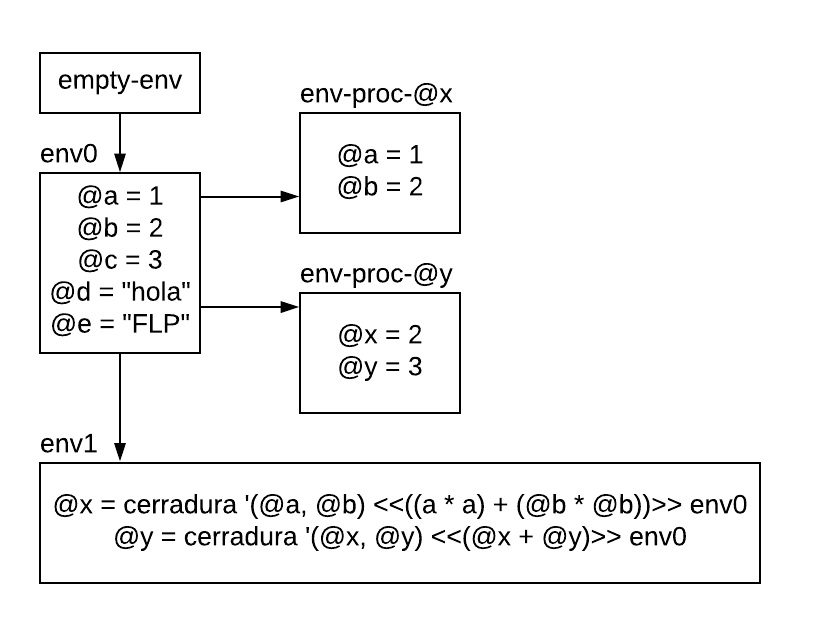 empty-env
env-proc-@x
@a = 1
@b = 2
env0
@a = 1
@b = 2
@c = 3
@d = "hola"
@e = "FLP"
env-proc-@y
@x = 2
@y = 3
env1
@x = cerradura '(@a, @b) <<((a * a) + (@b * @b))>> env0
@y = cerradura '(@x, @y) <<(@x + @y)>> env0